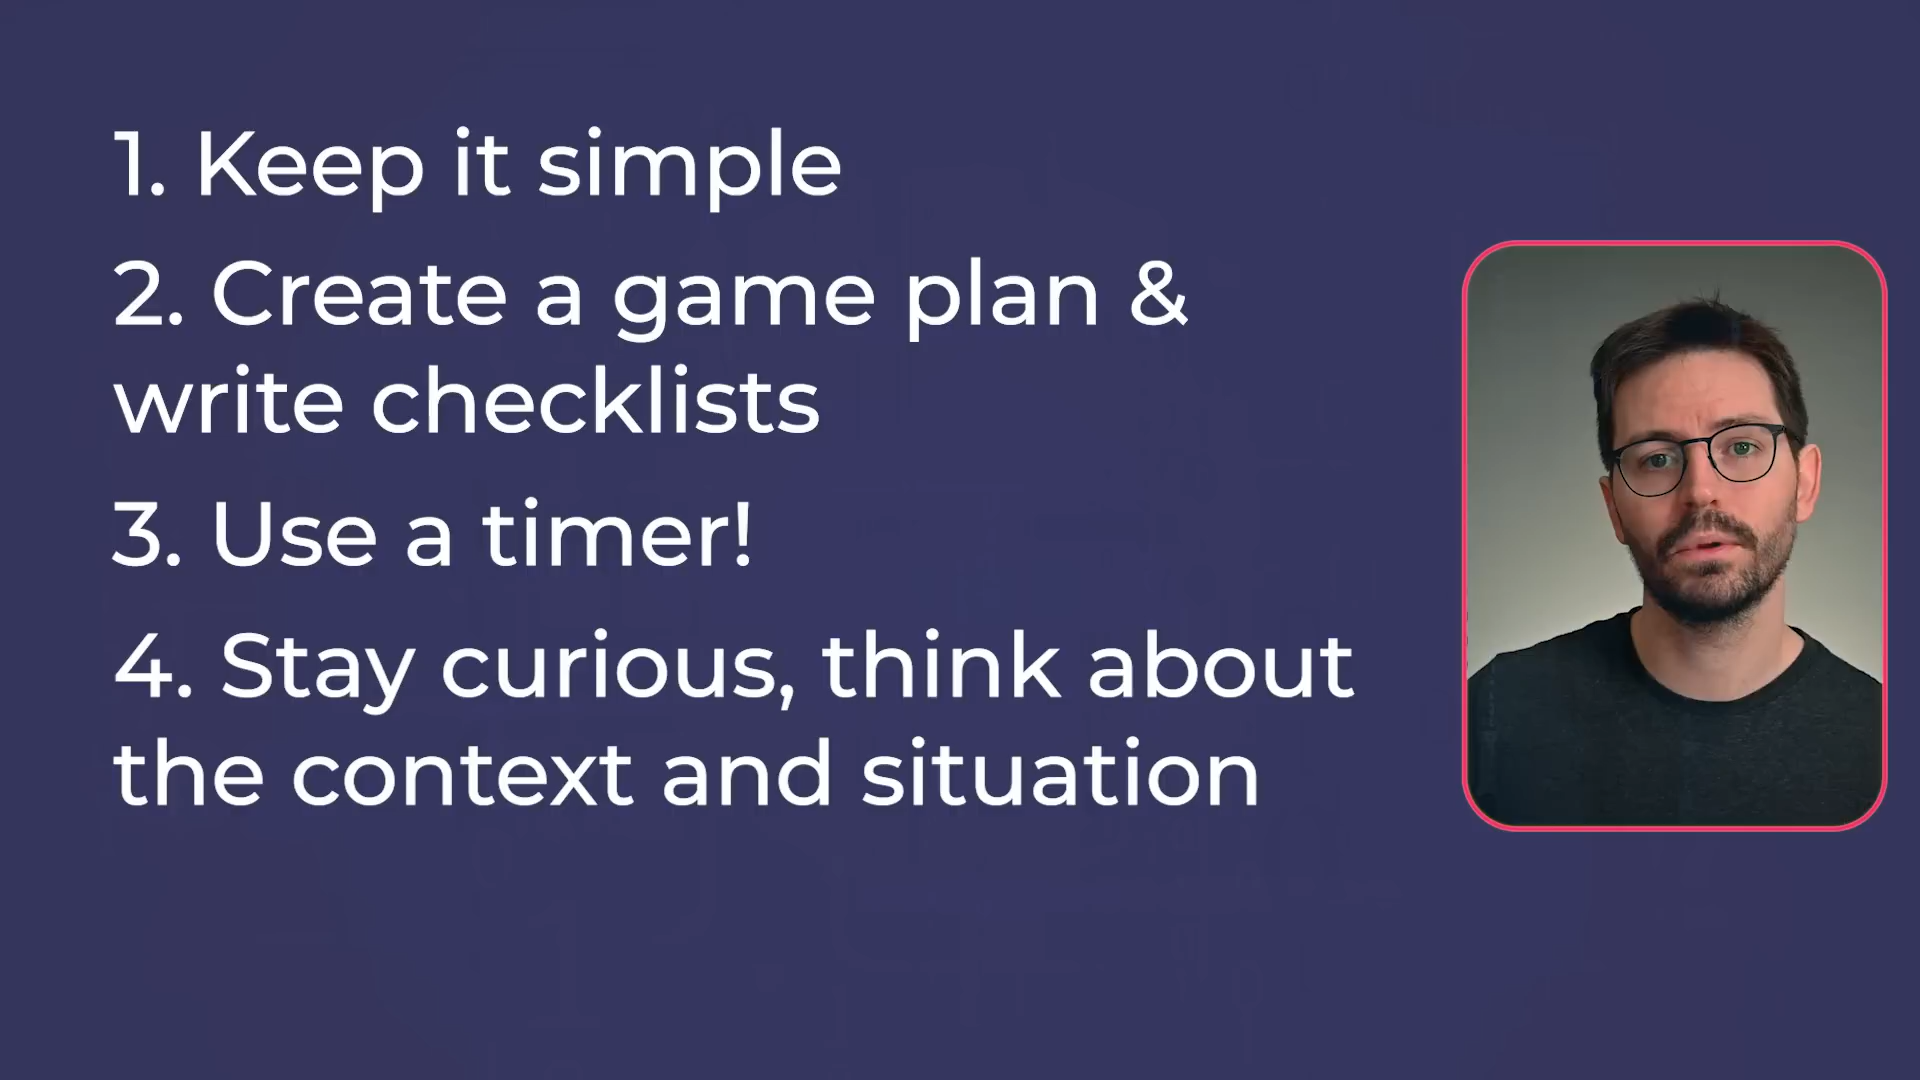 1. Keep it simple
2. Create a game plan &
write checklists
3. Use a timer!
4. Stay curious, think about
the context and situation